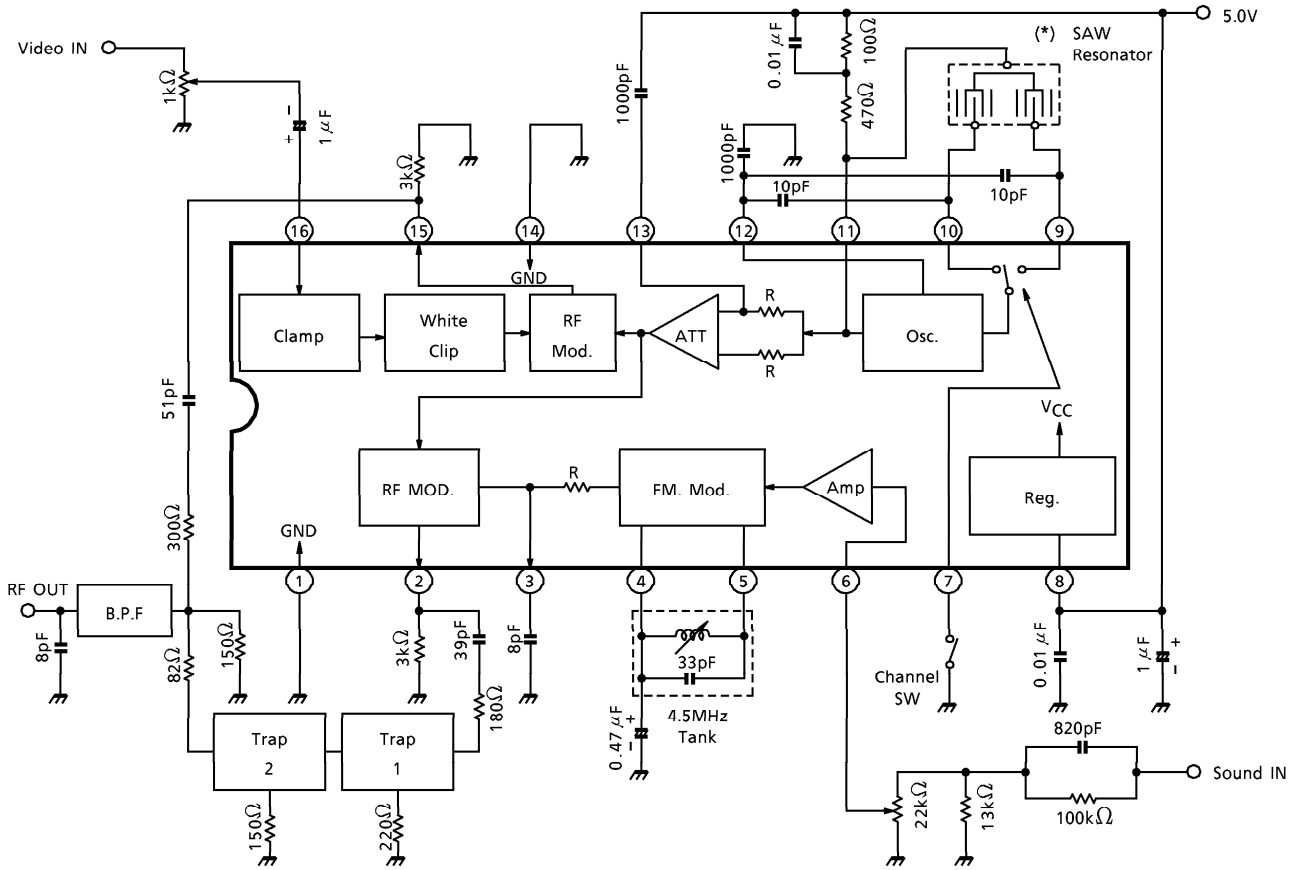 5.0V
(*) SAW
Resonator
Video IN
1kΩ
1μF
− +
1000pF
0.01μF
100Ω
470Ω
3kΩ
1000pF
10pF
10pF
16
15
14
13
12
11
10
9
GND
Clamp
White
Clip
RF
Mod.
ATT
R
R
Osc.
51pF
VCC
RF MOD.
R
FM. Mod.
Amp
Reg.
300Ω
GND
1
2
3
4
5
6
7
8
RF OUT
B.P.F
8pF
82Ω
150Ω
3kΩ
39pF
8pF
33pF
180Ω
4.5MHz
Tank
0.47μF
+ −
Channel
SW
0.01μF
1μF
+ −
Trap
2
Trap
1
150Ω
220Ω
820pF
Sound IN
22kΩ
13kΩ
100kΩ